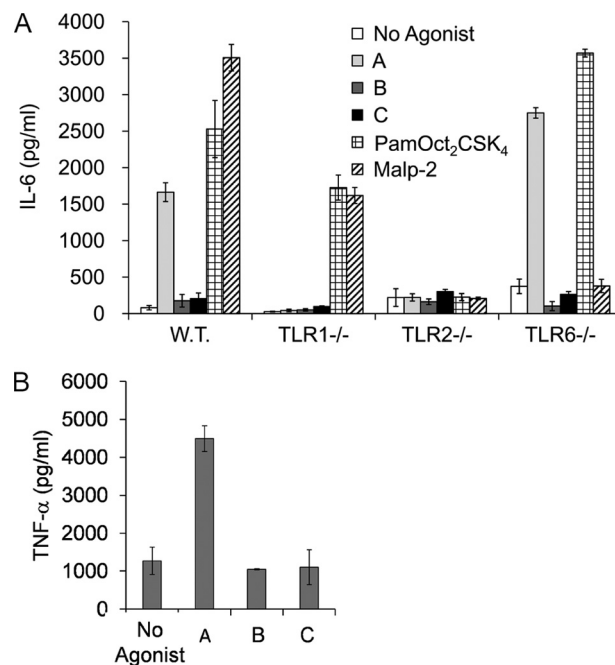 A
IL-6 (pg/ml)
4000
3500
3000
2500
2000
1500
1000
500
0
No Agonist
A
B
C
PamOct₂CSK₄
Malp-2
W.T.
TLR1-/-
TLR2-/-
TLR6-/-
B
TNF-α (pg/ml)
6000
5000
4000
3000
2000
1000
0
No
Agonist
A
B
C